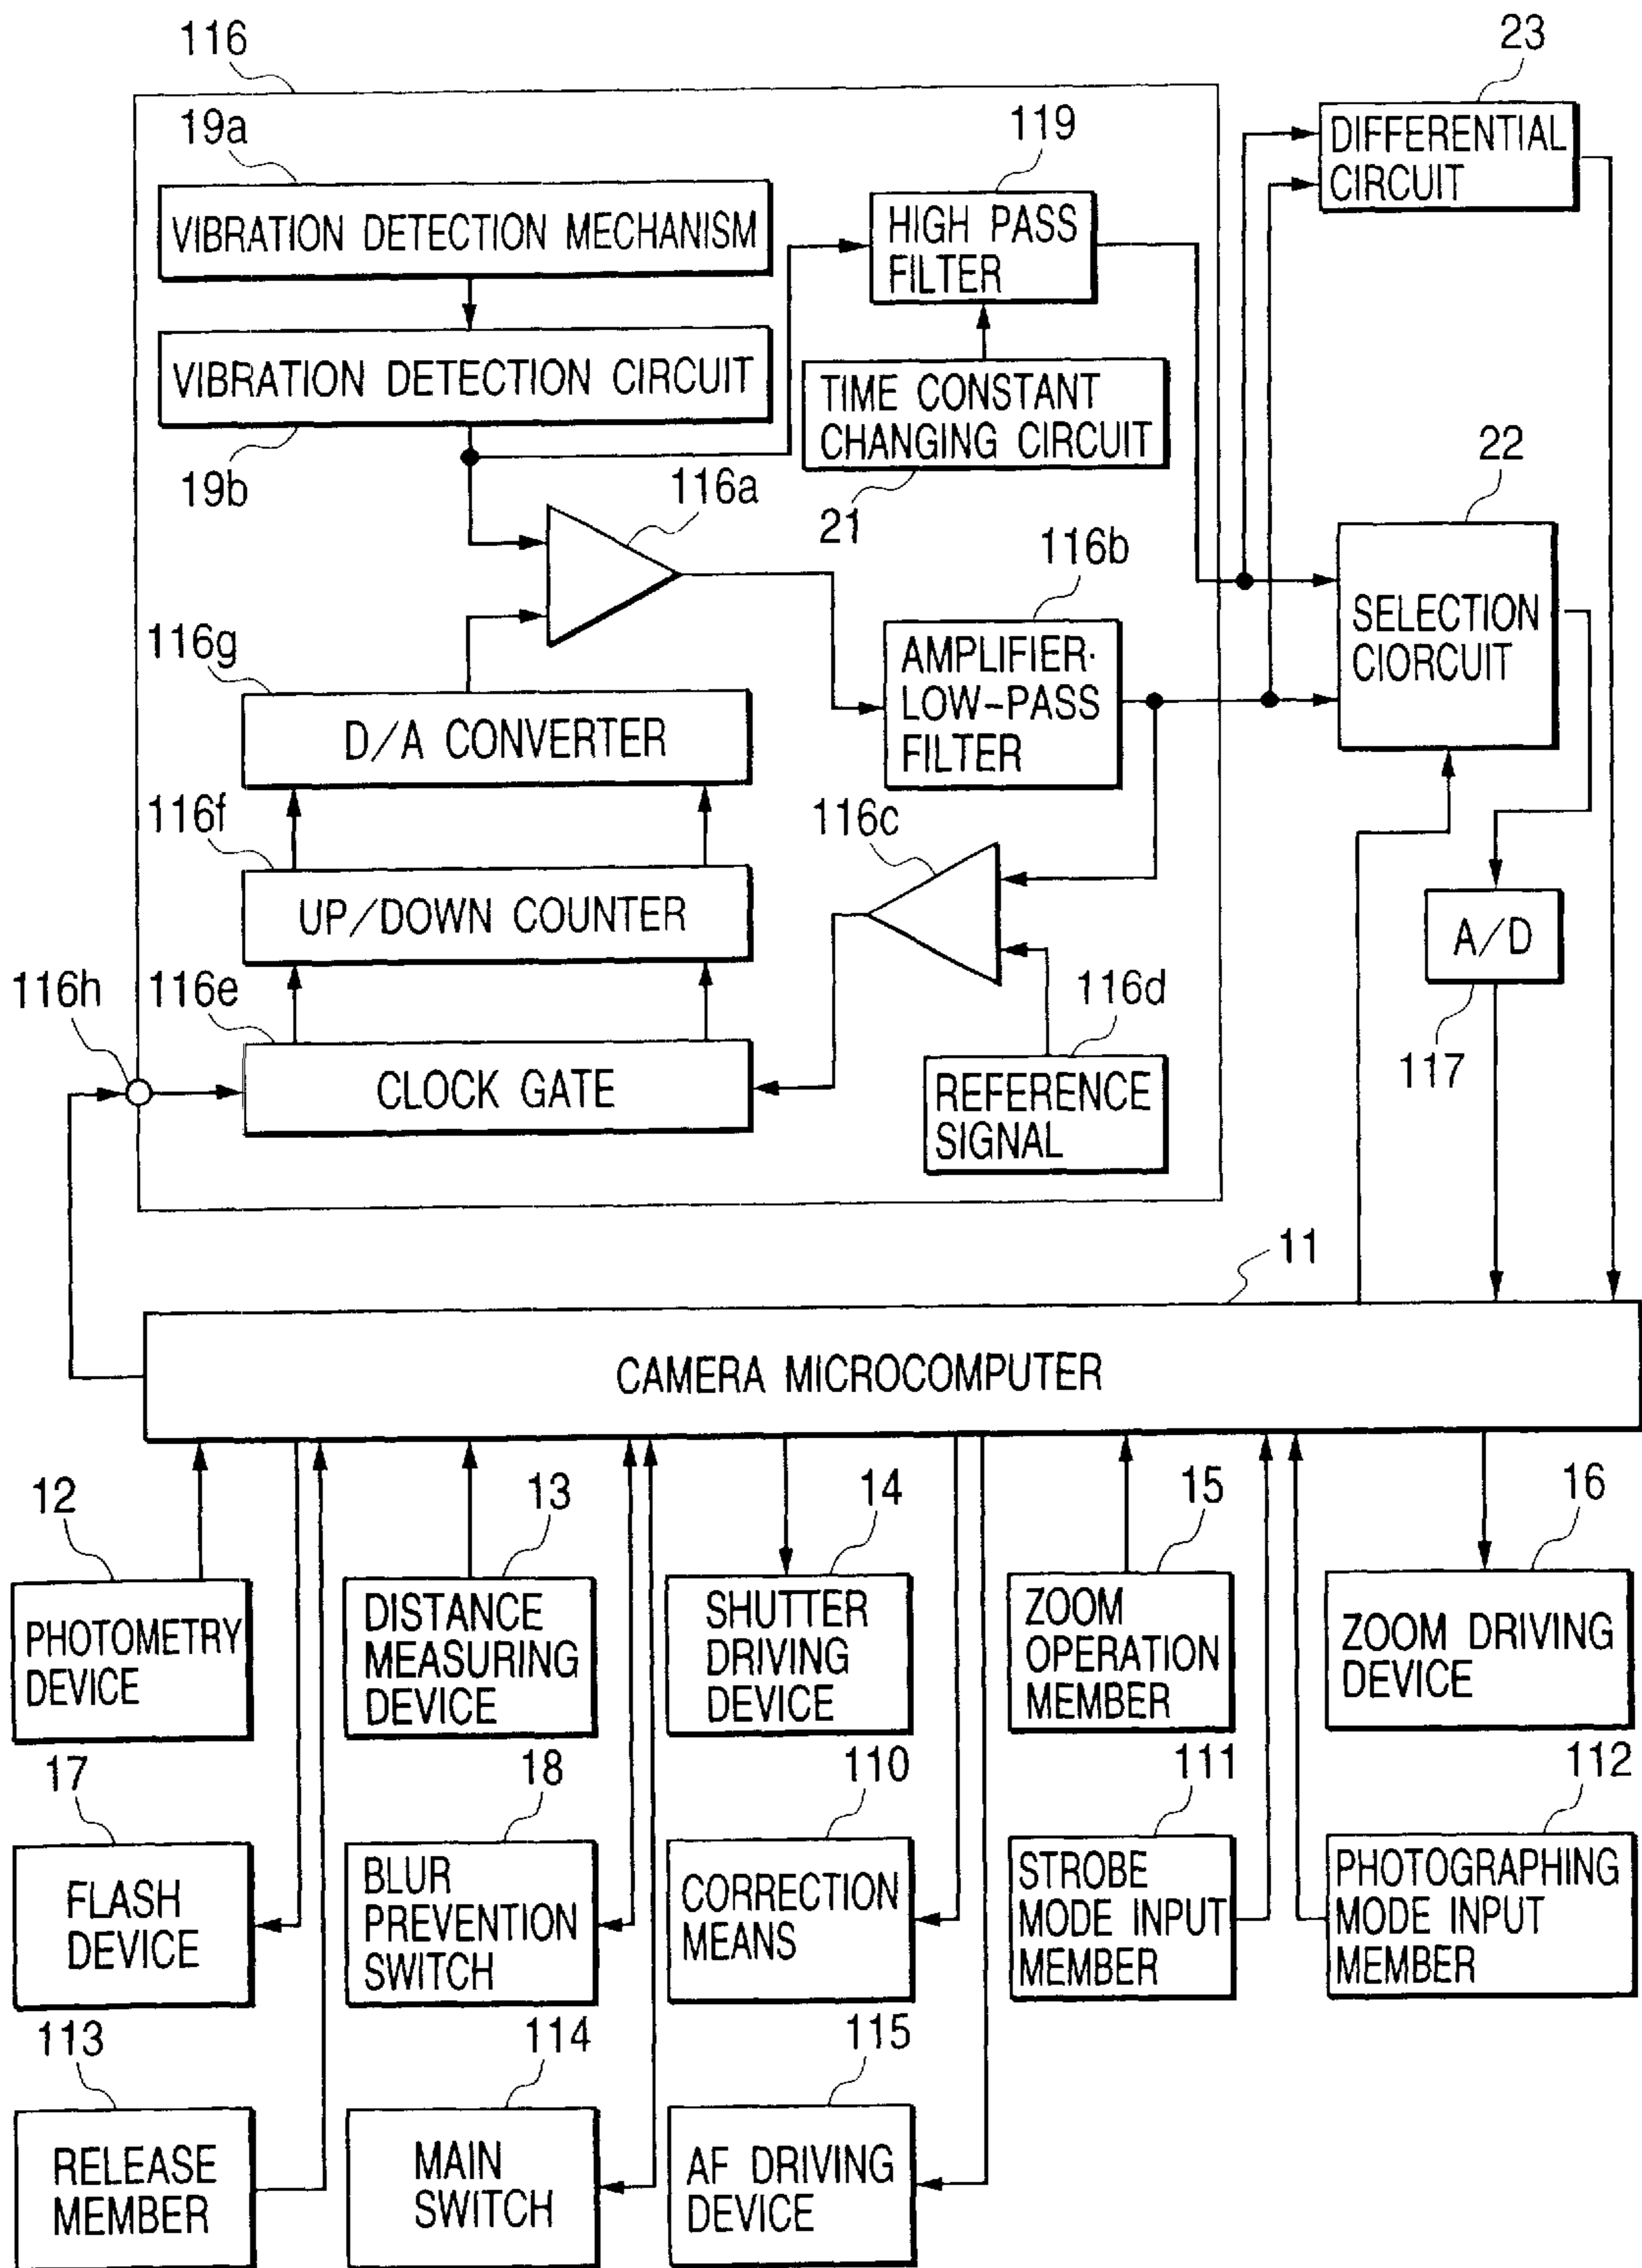 116
23
19a
119
DIFFERENTIAL
CIRCUIT
VIBRATION DETECTION MECHANISM
HIGH PASS
FILTER
VIBRATION DETECTION CIRCUIT
TIME CONSTANT
CHANGING CIRCUIT
19b
116a
21
22
116b
SELECTION
CIORCUIT
116g
AMPLIFIER·
LOW-PASS
FILTER
D/A CONVERTER
116f
116c
UP/DOWN COUNTER
A/D
116h
116e
116d
117
CLOCK GATE
REFERENCE
SIGNAL
11
CAMERA MICROCOMPUTER
12
13
14
15
16
PHOTOMETRY
DEVICE
DISTANCE
MEASURING
DEVICE
SHUTTER
DRIVING
DEVICE
ZOOM
OPERATION
MEMBER
ZOOM DRIVING
DEVICE
17
18
110
111
112
FLASH
DEVICE
BLUR
PREVENTION
SWITCH
CORRECTION
MEANS
STROBE
MODE INPUT
MEMBER
PHOTOGRAPHING
MODE INPUT
MEMBER
113
114
115
RELEASE
MEMBER
MAIN
SWITCH
AF DRIVING
DEVICE